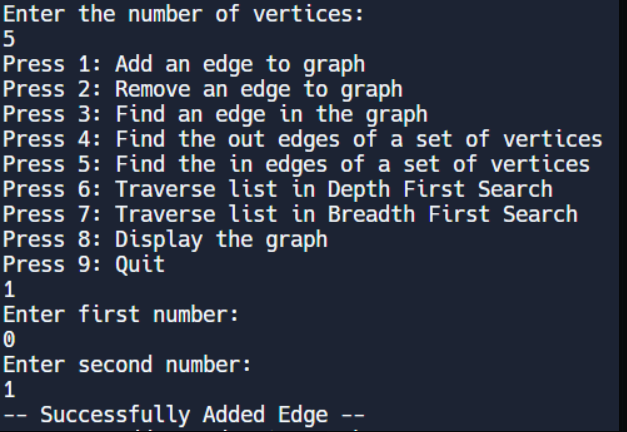 Enter the number of vertices:
5
Press 1: Add an edge to graph
Press 2: Remove an edge to graph
Press 3: Find an edge in the graph
Press 4: Find the out edges of a set of vertices
Press 5: Find the in edges of a set of vertices
Press 6: Traverse list in Depth First Search
Press 7: Traverse list in Breadth First Search
Press 8: Display the graph
Press 9: Quit
1
Enter first number:
0
Enter second number:
1
-- Successfully Added Edge --